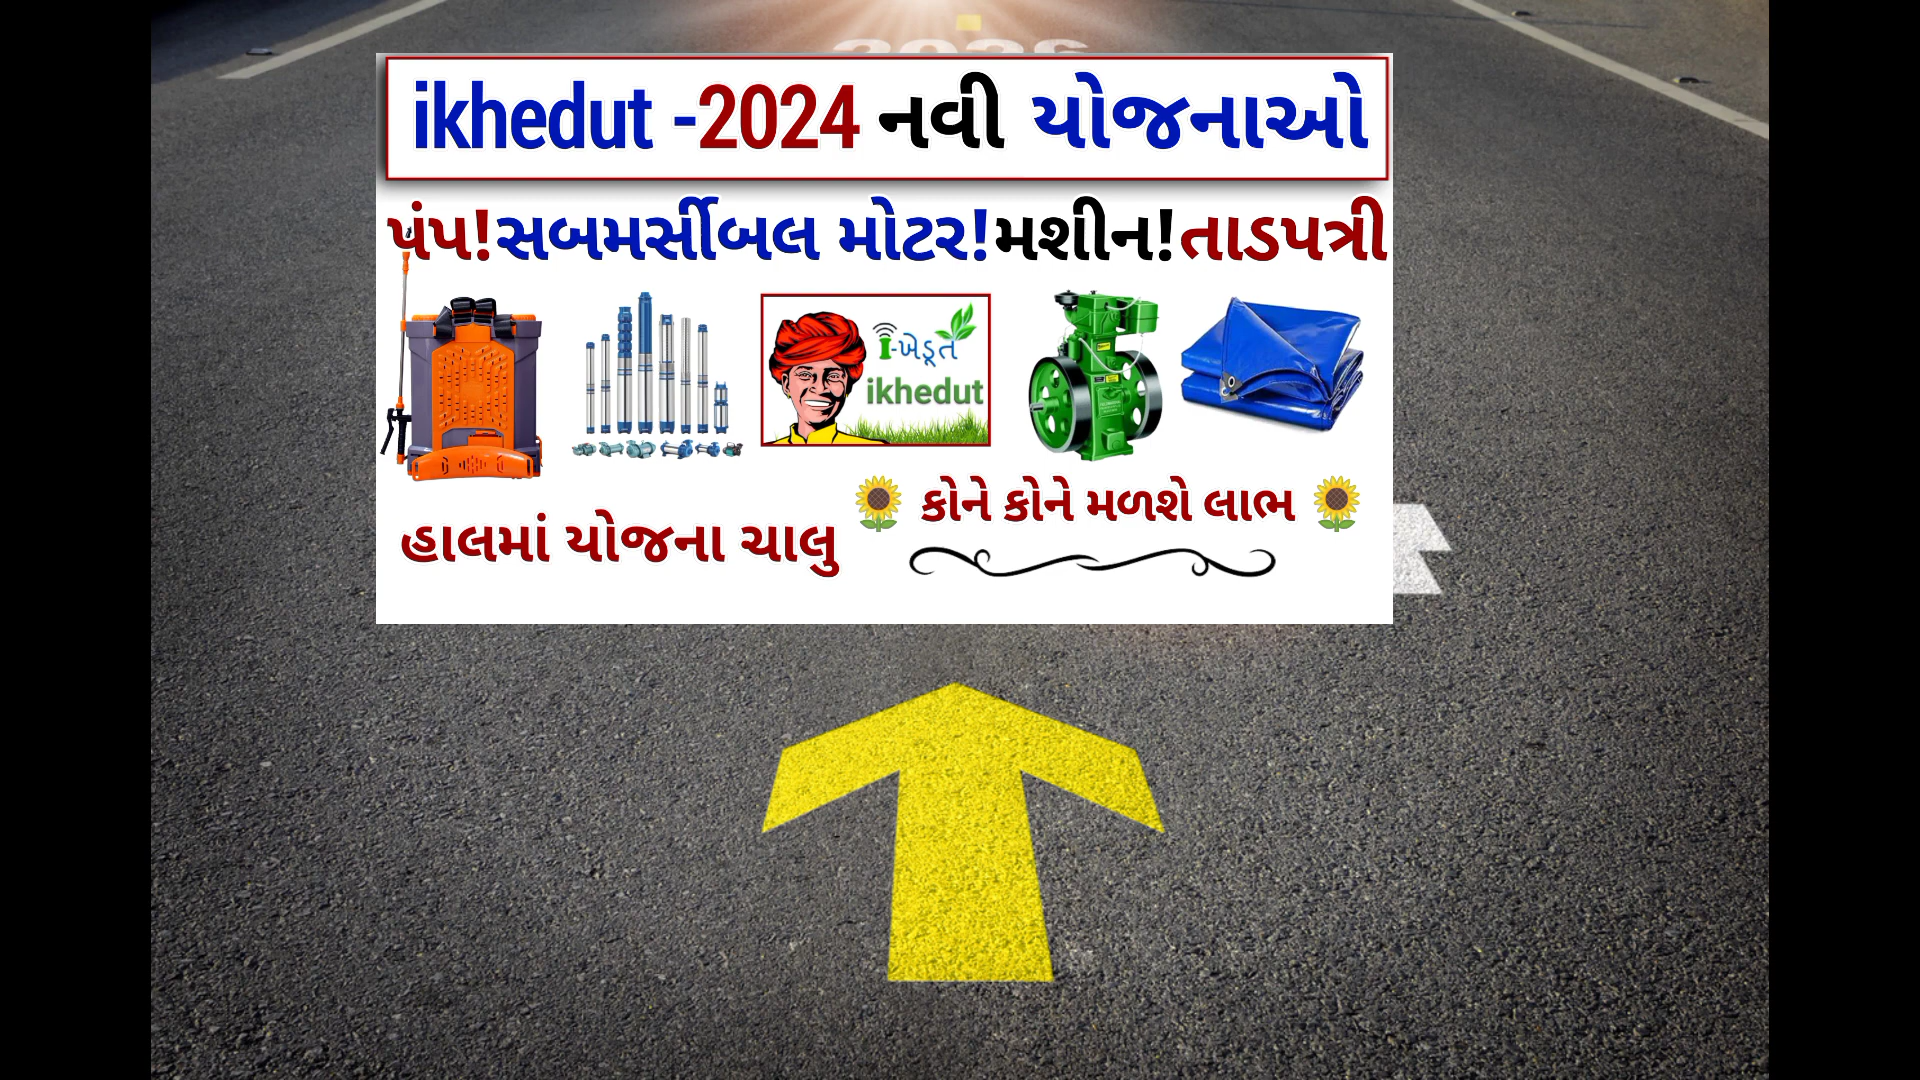 ikhedut -2024 નવી યોજનાઓ
પંપ!સબમર્સીબલ મોટર!મશીન!તાડપત્રી
i-ખેડૂત
ikhedut
કોને કોને મળશે લાભ
હાલમાં યોજના ચાલુ